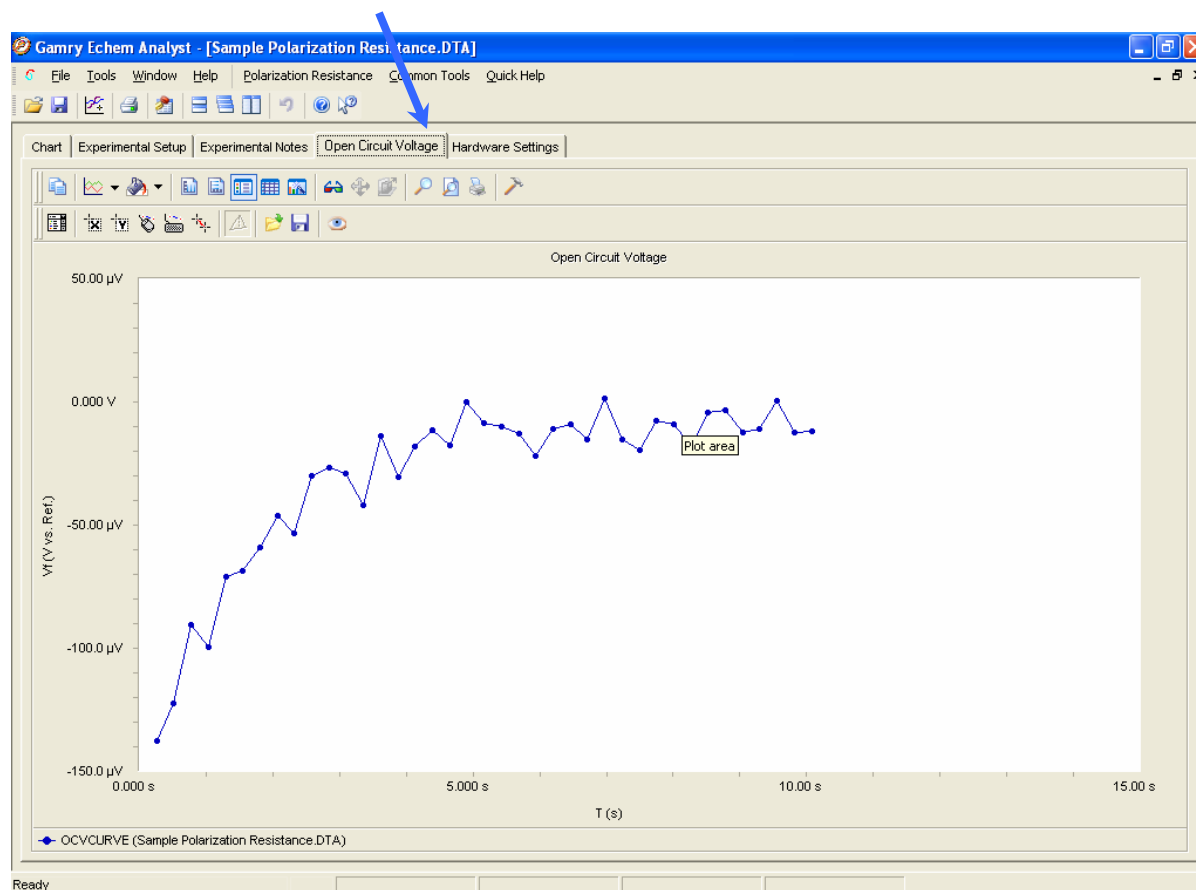 Gamry Echem Analyst - [Sample Polarization Resistance.DTA]
File Tools Window Help Polarization Resistance Common Tools Quick Help
Chart Experimental Setup Experimental Notes Open Circuit Voltage Hardware Settings
Open Circuit Voltage
50.00 µV
0.000 V
Plot area
-50.00 µV
Vf (V vs. Ref.)
-100.0 µV
-150.0 µV
0.000 s 5.000 s 10.00 s 15.00 s
T (s)
OCVCURVE (Sample Polarization Resistance.DTA)
Ready